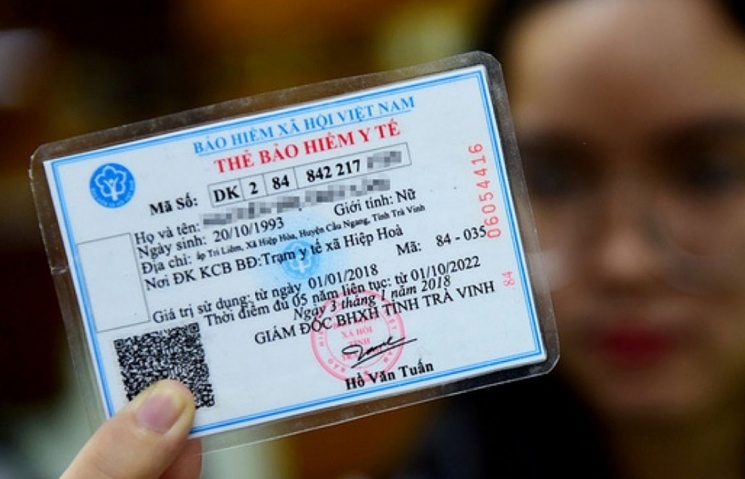 BẢO HIỂM XÃ HỘI VIỆT NAM
THẺ BẢO HIỂM Y TẾ
Mã Số: DK 2 84 842 217
Họ và tên:
Ngày sinh: 20/10/1993 Giới tính: Nữ
Địa chỉ: ấp Tri Liêm, Xã Hiệp Hòa, Huyện Cầu Ngang, Tỉnh Trà Vinh
Nơi ĐK KCB BĐ: Trạm y tế xã Hiệp Hoà Mã: 84 - 035
Giá trị sử dụng: từ ngày 01/01/2018
Thời điểm đủ 05 năm liên tục: từ 01/10/2022
Ngày 3 tháng 1 năm 2018
GIÁM ĐỐC BHXH TỈNH TRÀ VINH
XÃ HỘI
TỈNH
Hồ Văn Tuấn
06054416
84